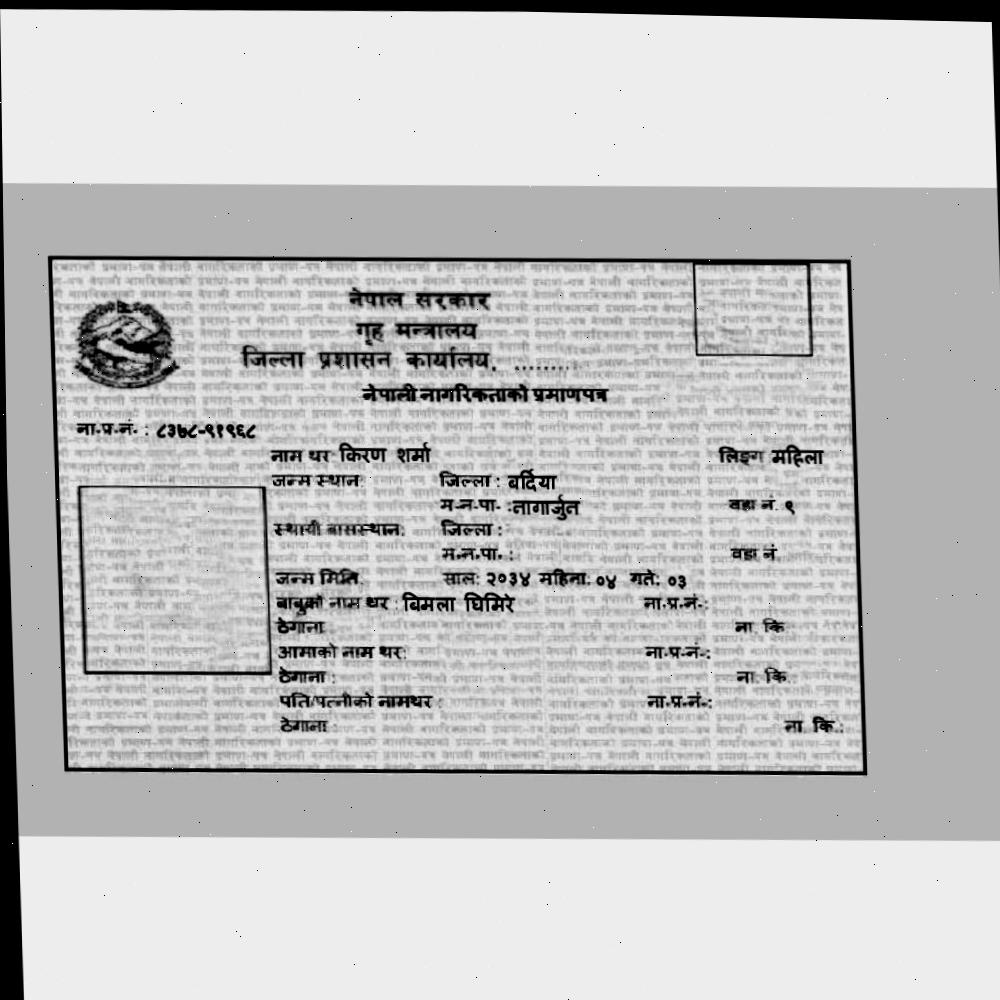 नेपाल सरकार
गृह मन्त्रालय
जिल्ला प्रशासन कार्यालय, .........
नेपाली नागरिकताको प्रमाणपत्र
ना.प्र.नं. : ८३७८-९१९६८
नाम थर: किरण शर्मा लिङ्ग महिला
जन्म स्थान: जिल्ला : बर्दिया
म.न.पा. : नागार्जुन वडा नं. ९
स्थायी बासस्थान: जिल्ला :
म.न.पा. : वडा नं.
जन्म मिति: साल: २०३४ महिना: ०४ गते: ०३
बाबुको नाम थर : बिमला घिमिरे ना.प्र.नं.:
ठेगाना ना. कि.
आमाको नाम थर: ना.प्र.नं.:
ठेगाना : ना. कि.:
पति/पत्नीको नामथर : ना.प्र.नं.:
ठेगाना : ना. कि.: